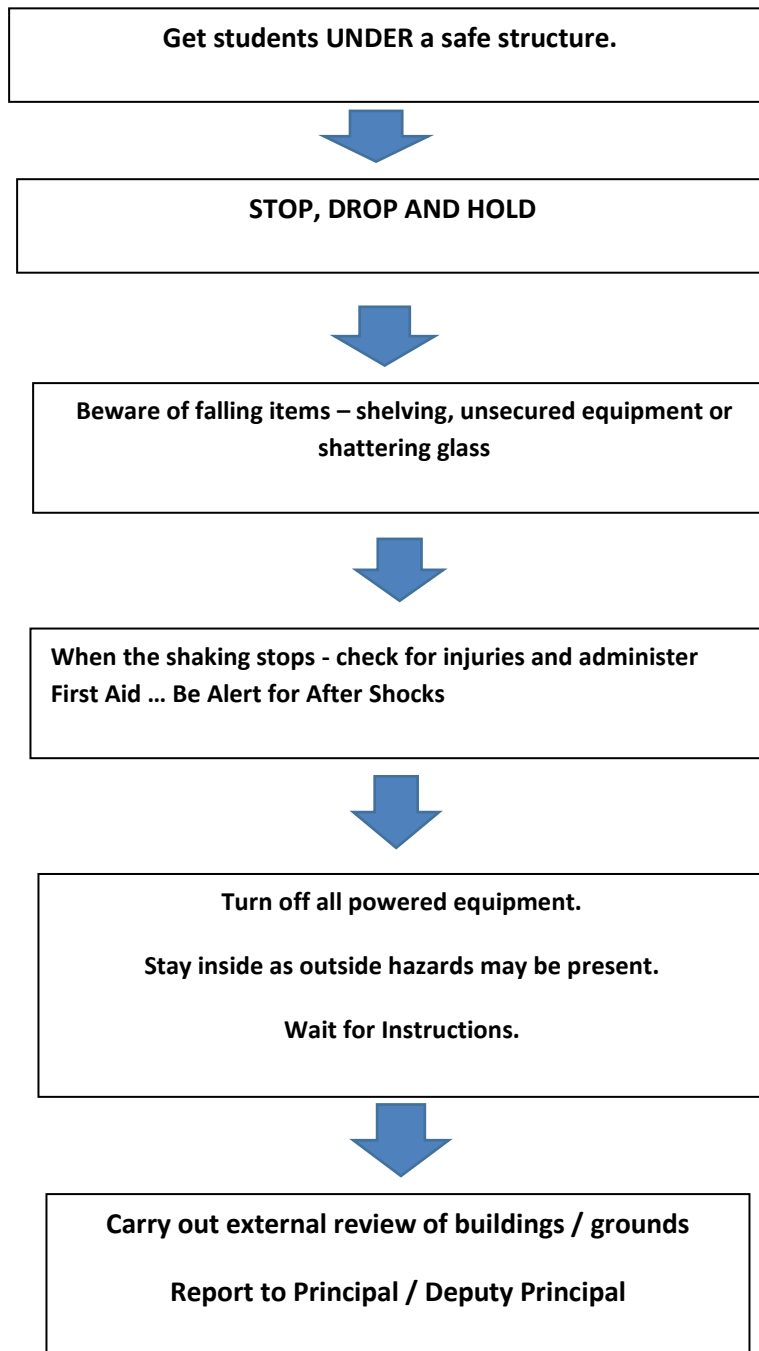 Get students UNDER a safe structure.
STOP, DROP AND HOLD
Beware of falling items – shelving, unsecured equipment or
shattering glass
When the shaking stops - check for injuries and administer
First Aid … Be Alert for After Shocks
Turn off all powered equipment.
Stay inside as outside hazards may be present.
Wait for Instructions.
Carry out external review of buildings / grounds
Report to Principal / Deputy Principal